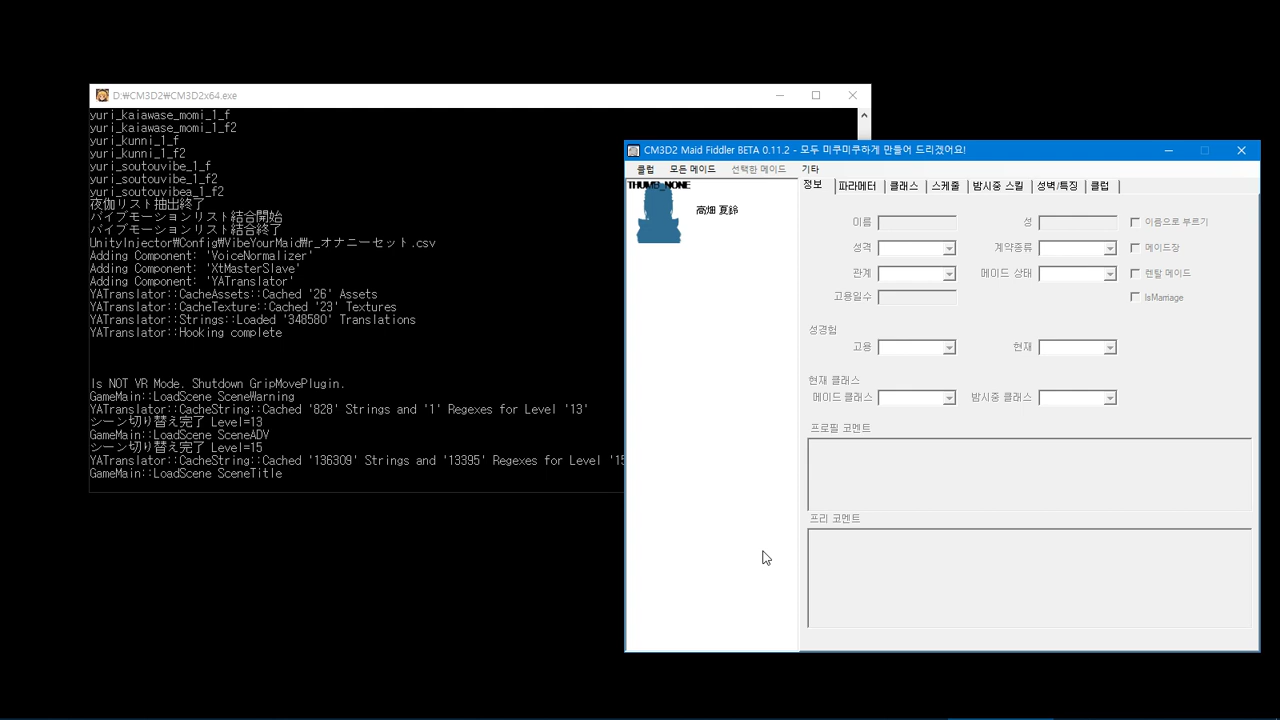 D:₩CM3D2₩CM3D2x64.exe
yuri_kaiawase_momi_1_f
yuri_kaiawase_momi_1_f2
yuri_kunni_1_f
yuri_kunni_1_f2
yuri_soutouvibe_1_f
yuri_soutouvibe_1_f2
yuri_soutouvibea_1_f2
夜伽リスト抽出終了
バイブモーションリスト結合開始
バイブモーションリスト結合終了
UnityInjector₩Config₩VibeYourMaid₩r_オナニーセット.csv
Adding Component: 'VoiceNormalizer'
Adding Component: 'XtMasterSlave'
Adding Component: 'YATranslator'
YATranslator::CacheAssets::Cached '26' Assets
YATranslator::CacheTexture::Cached '23' Textures
YATranslator::Strings::Loaded '348580' Translations
YATranslator::Hooking complete
Is NOT VR Mode. Shutdown GripMovePlugin.
GameMain::LoadScene SceneWarning
YATranslator::CacheString::Cached '828' Strings and '1' Regexes for Level '13'
シーン切り替え完了 Level=13
GameMain::LoadScene SceneADV
シーン切り替え完了 Level=15
YATranslator::CacheString::Cached '136309' Strings and '13395' Regexes for Level '15
GameMain::LoadScene SceneTitle
CM3D2 Maid Fiddler BETA 0.11.2 - 모두 미쿠미쿠하게 만들어 드리겠어요!
클럽 모든 메이드 선택한 메이드 기타
THUMB_NONE
高畑 夏鈴
정보 파라메터 클래스 스케줄 밤시중 스킬 성벽/특징 클럽
이름 성 이름으로 부르기
성격 계약종류 메이드장
관계 메이드 상태 렌탈 메이드
고용일수 IsMarriage
성경험
고용 현재
현재 클래스
메이드 클래스 밤시중 클래스
프로필 코멘트
프리 코멘트